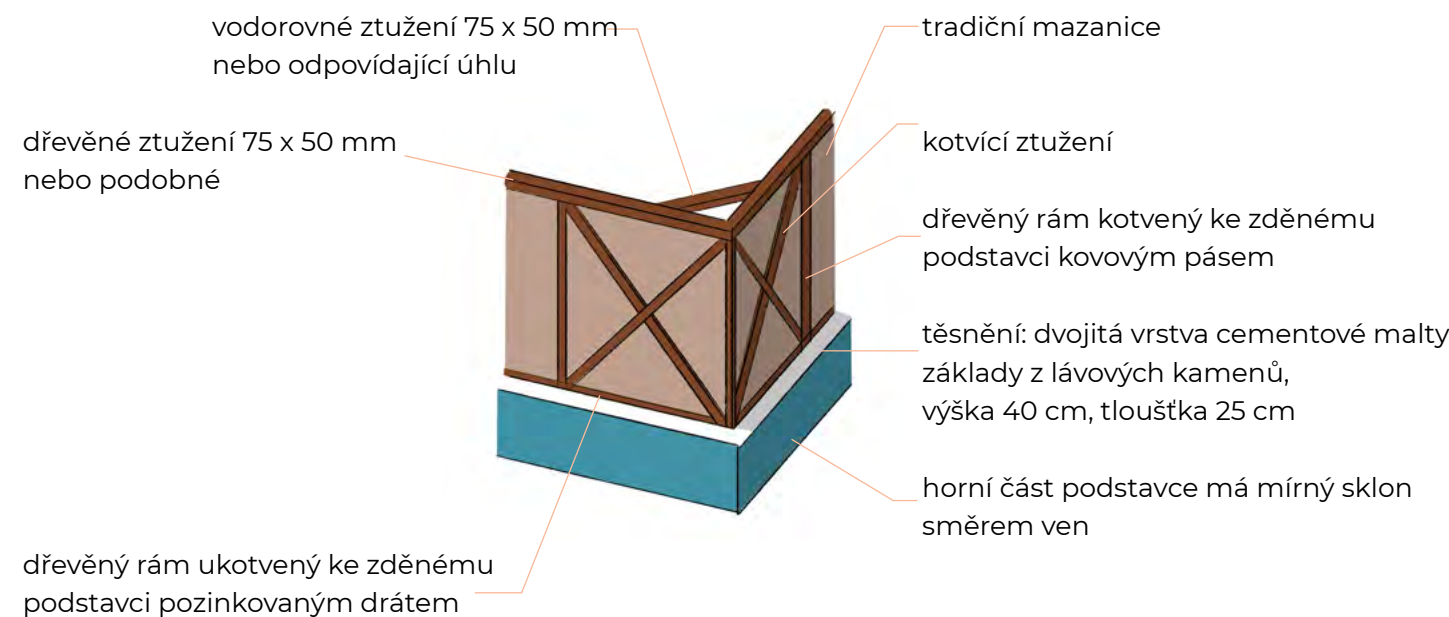 vodorovné ztužení 75 x 50 mm
nebo odpovídající úhlu
dřevěné ztužení 75 x 50 mm
nebo podobné
tradiční mazanice
kotvící ztužení
dřevěný rám kotvený ke zděnému
podstavci kovovým pásem
těsnění: dvojitá vrstva cementové malty
základy z lávových kamenů,
výška 40 cm, tloušťka 25 cm
horní část podstavce má mírný sklon
směrem ven
dřevěný rám ukotvený ke zděnému
podstavci pozinkovaným drátem